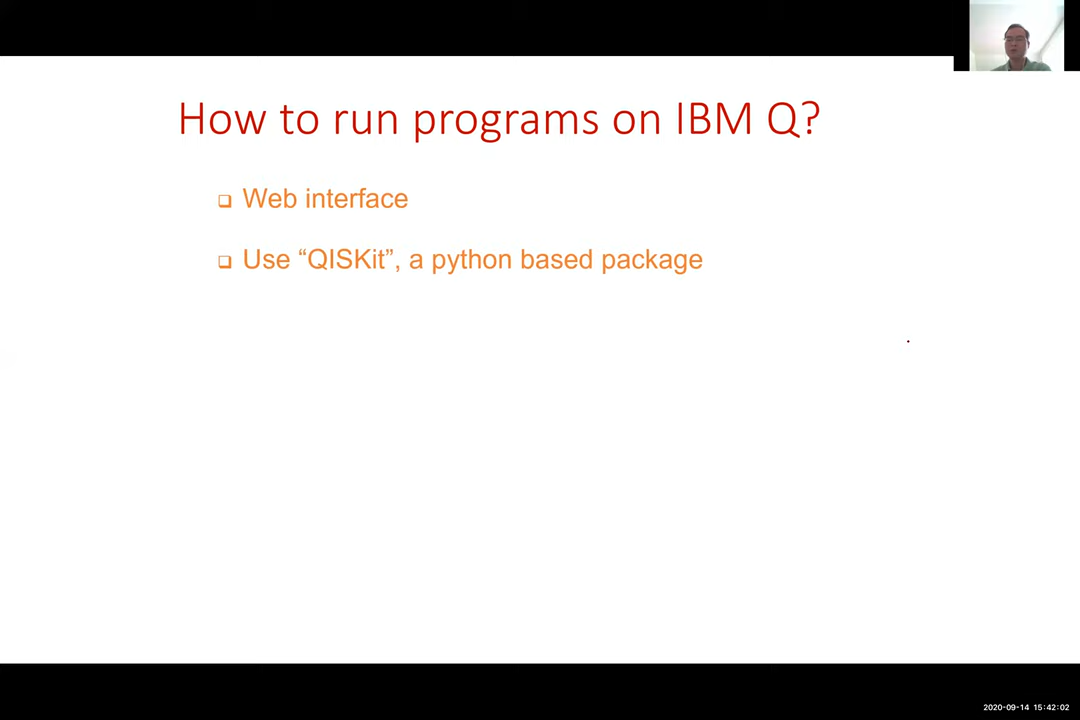 How to run programs on IBM Q?
Web interface
Use “QISKit”, a python based package
2020-09-14 15:42:02